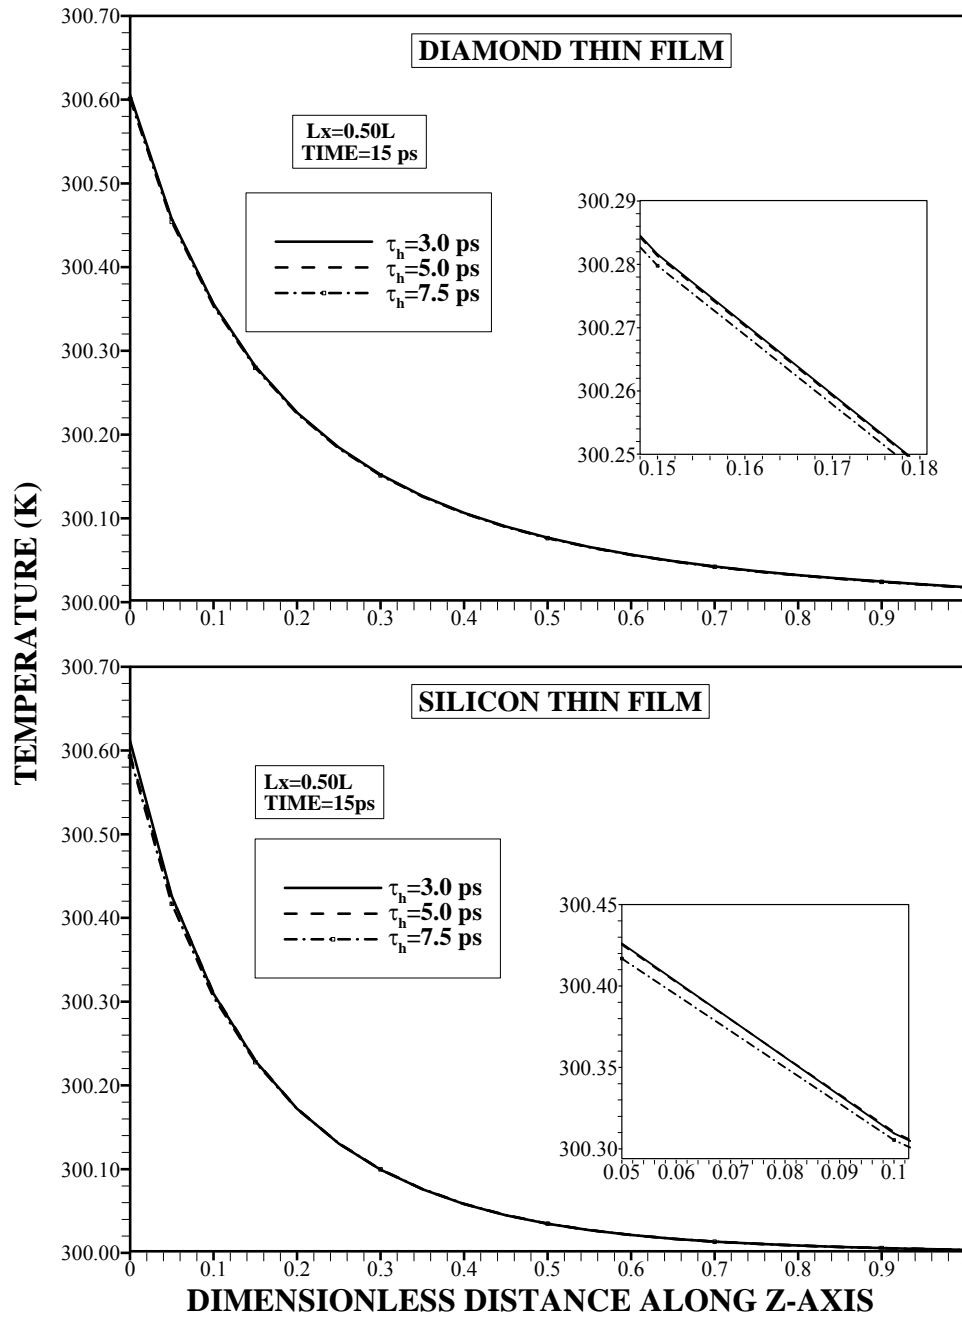 300.70
DIAMOND THIN FILM
300.60
Lx=0.50L
TIME=15 ps
300.50
τh=3.0 ps
τh=5.0 ps
τh=7.5 ps
300.40
300.30
300.20
300.10
300.00
0 0.1 0.2 0.3 0.4 0.5 0.6 0.7 0.8 0.9
300.29
300.28
300.27
300.26
300.25
0.15 0.16 0.17 0.18
TEMPERATURE (K)
300.70
SILICON THIN FILM
300.60
Lx=0.50L
TIME=15ps
300.50
τh=3.0 ps
τh=5.0 ps
τh=7.5 ps
300.40
300.30
300.20
300.10
300.00
0 0.1 0.2 0.3 0.4 0.5 0.6 0.7 0.8 0.9
300.45
300.40
300.35
300.30
0.05 0.06 0.07 0.08 0.09 0.1
DIMENSIONLESS DISTANCE ALONG Z-AXIS